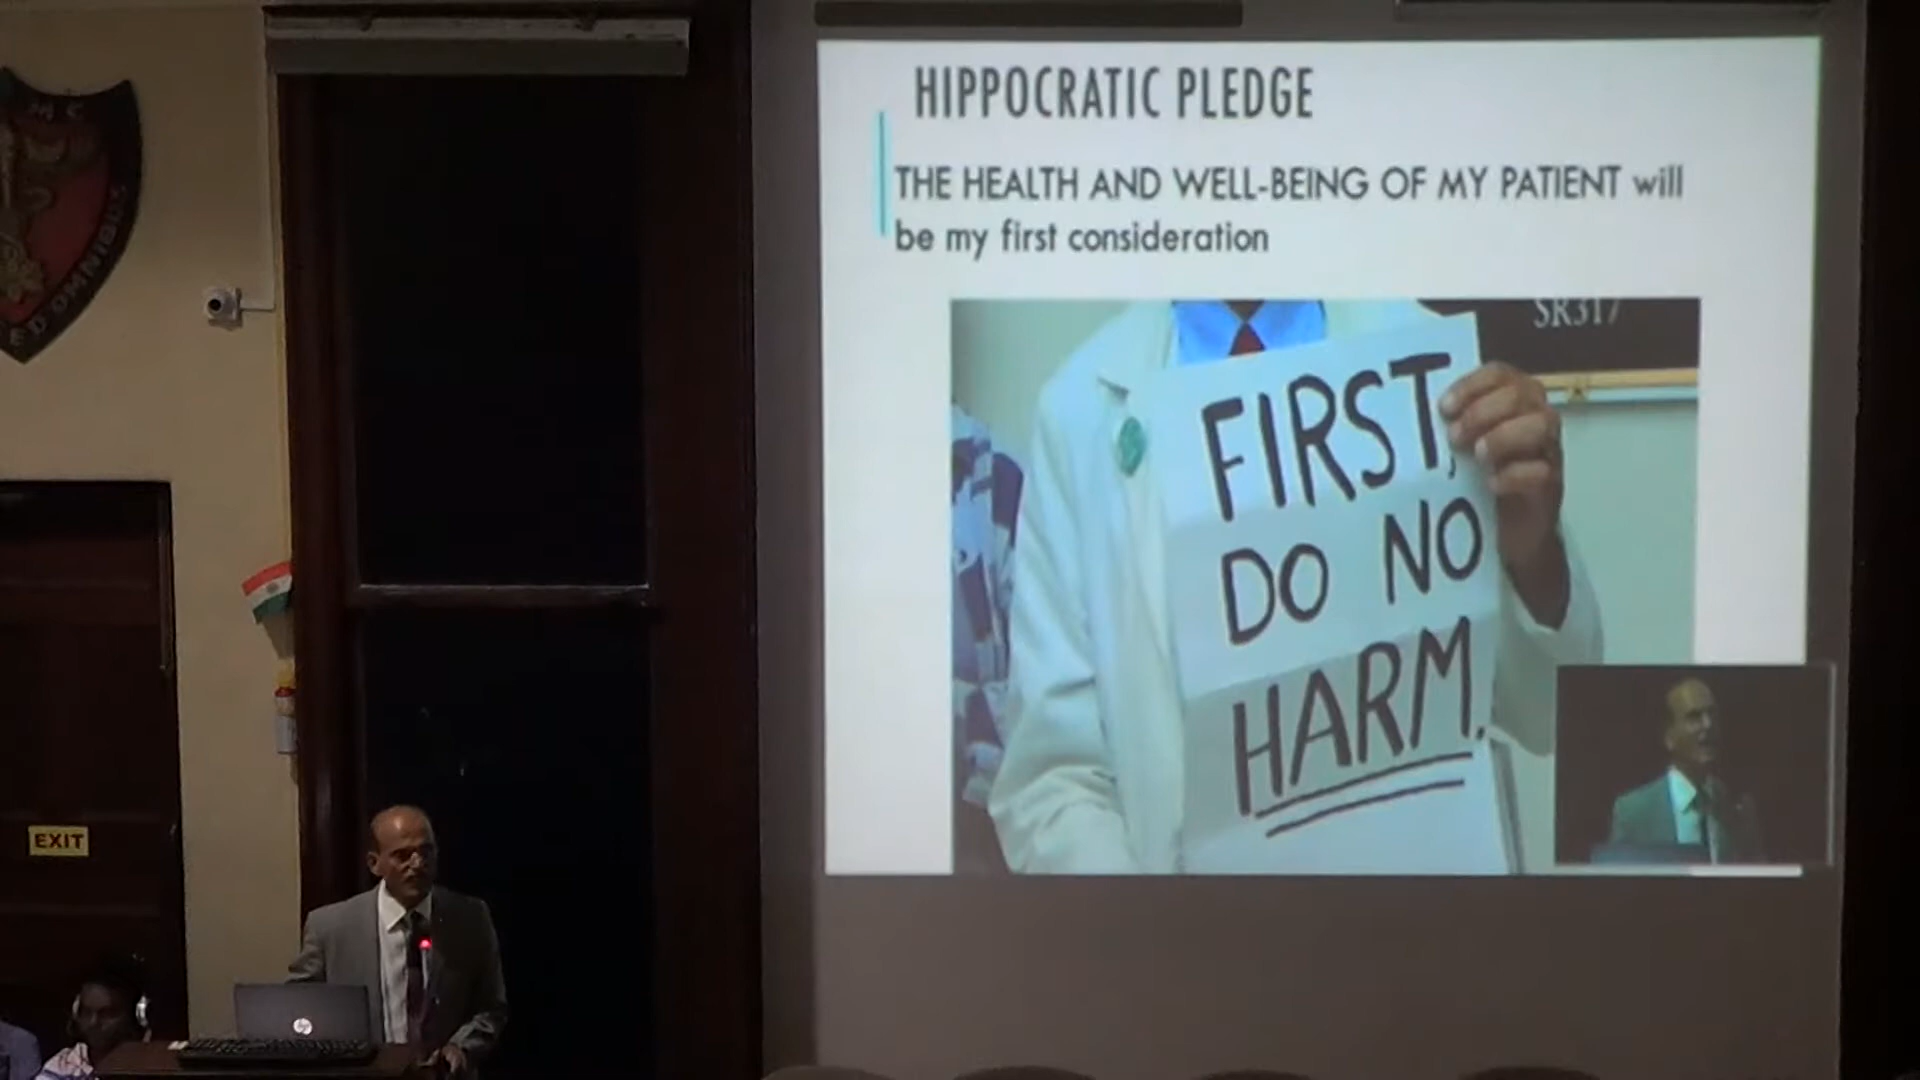 HIPPOCRATIC PLEDGE
THE HEALTH AND WELL-BEING OF MY PATIENT will
be my first consideration
SR317
FIRST,
DO NO
HARM.
EXIT
hp